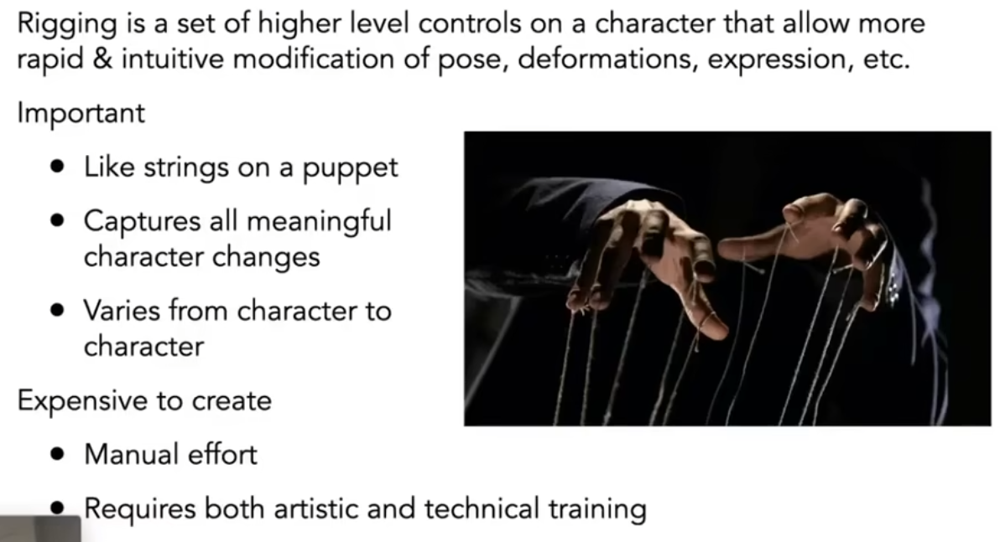 Rigging is a set of higher level controls on a character that allow more
rapid & intuitive modification of pose, deformations, expression, etc.
Important
● Like strings on a puppet
● Captures all meaningful
character changes
● Varies from character to
character
Expensive to create
● Manual effort
● Requires both artistic and technical training